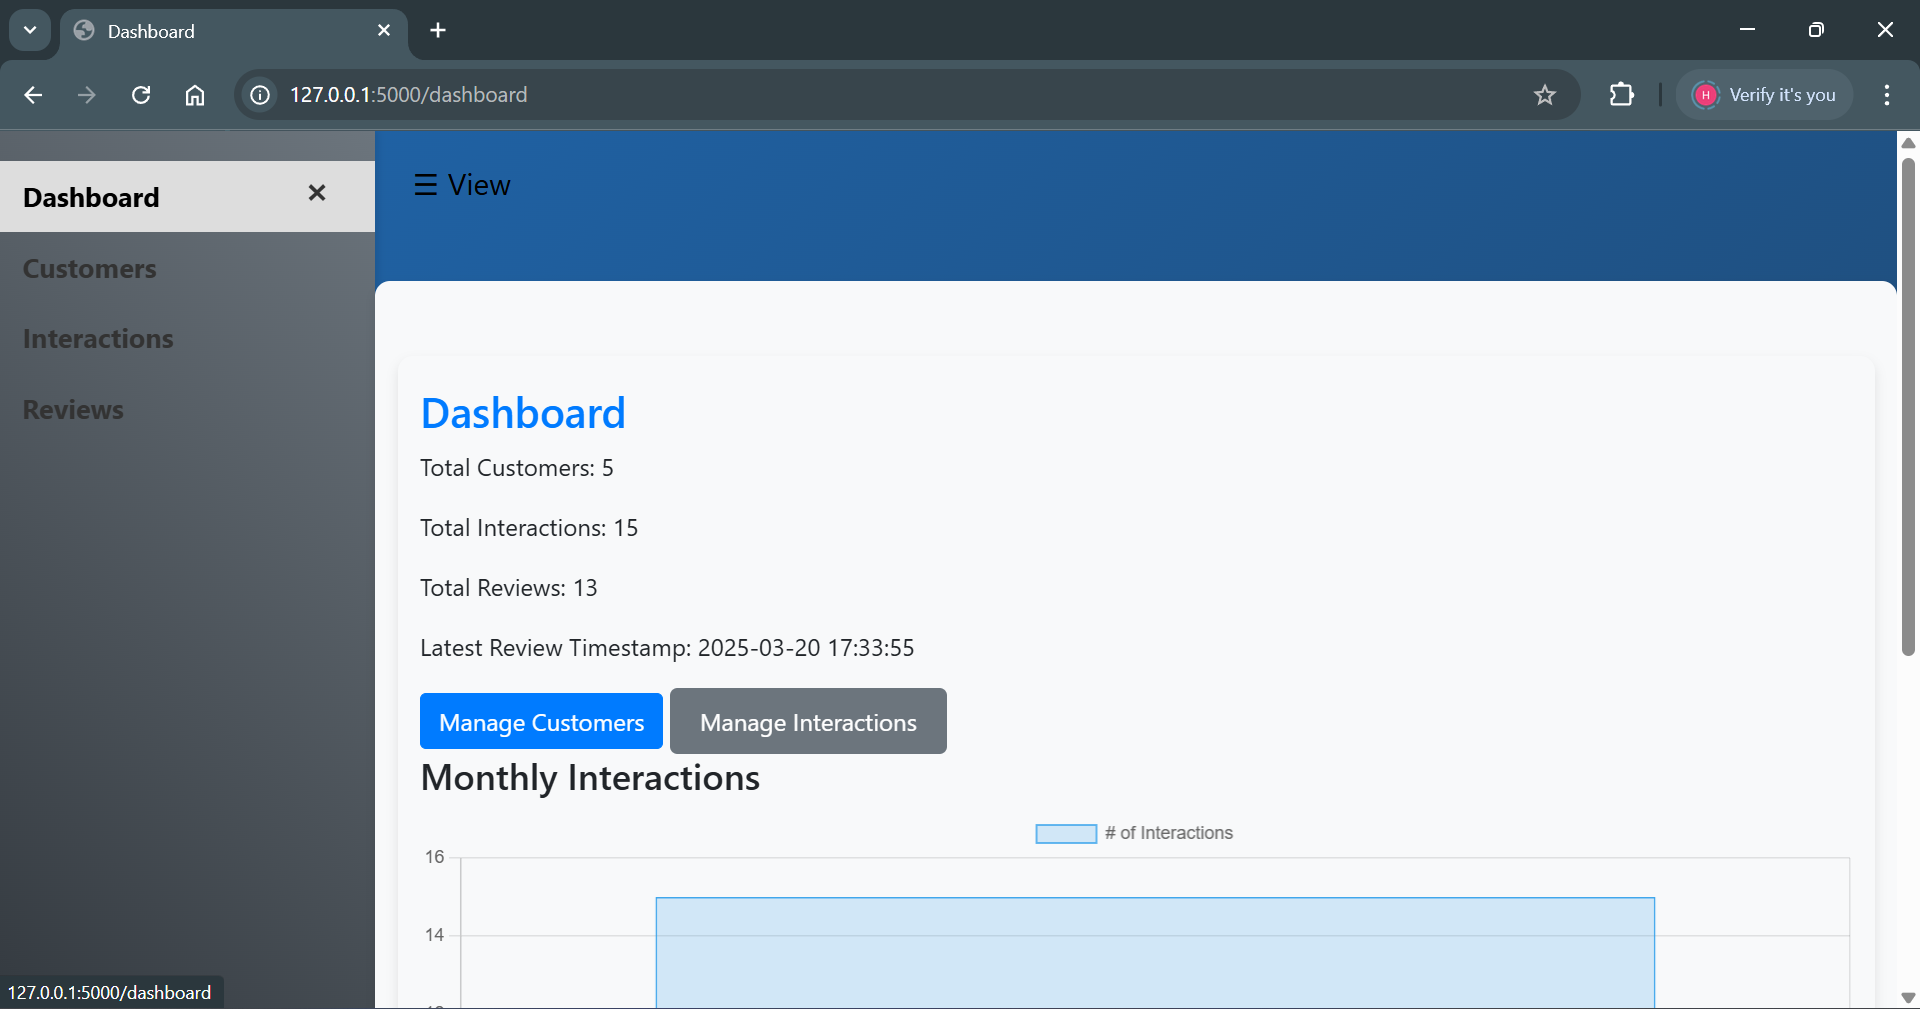 Dashboard
127.0.0.1:5000/dashboard
H Verify it's you
Dashboard ✕
Customers
Interactions
Reviews
☰ View
Dashboard
Total Customers: 5
Total Interactions: 15
Total Reviews: 13
Latest Review Timestamp: 2025-03-20 17:33:55
Manage Customers Manage Interactions
Monthly Interactions
# of Interactions
16
14
127.0.0.1:5000/dashboard